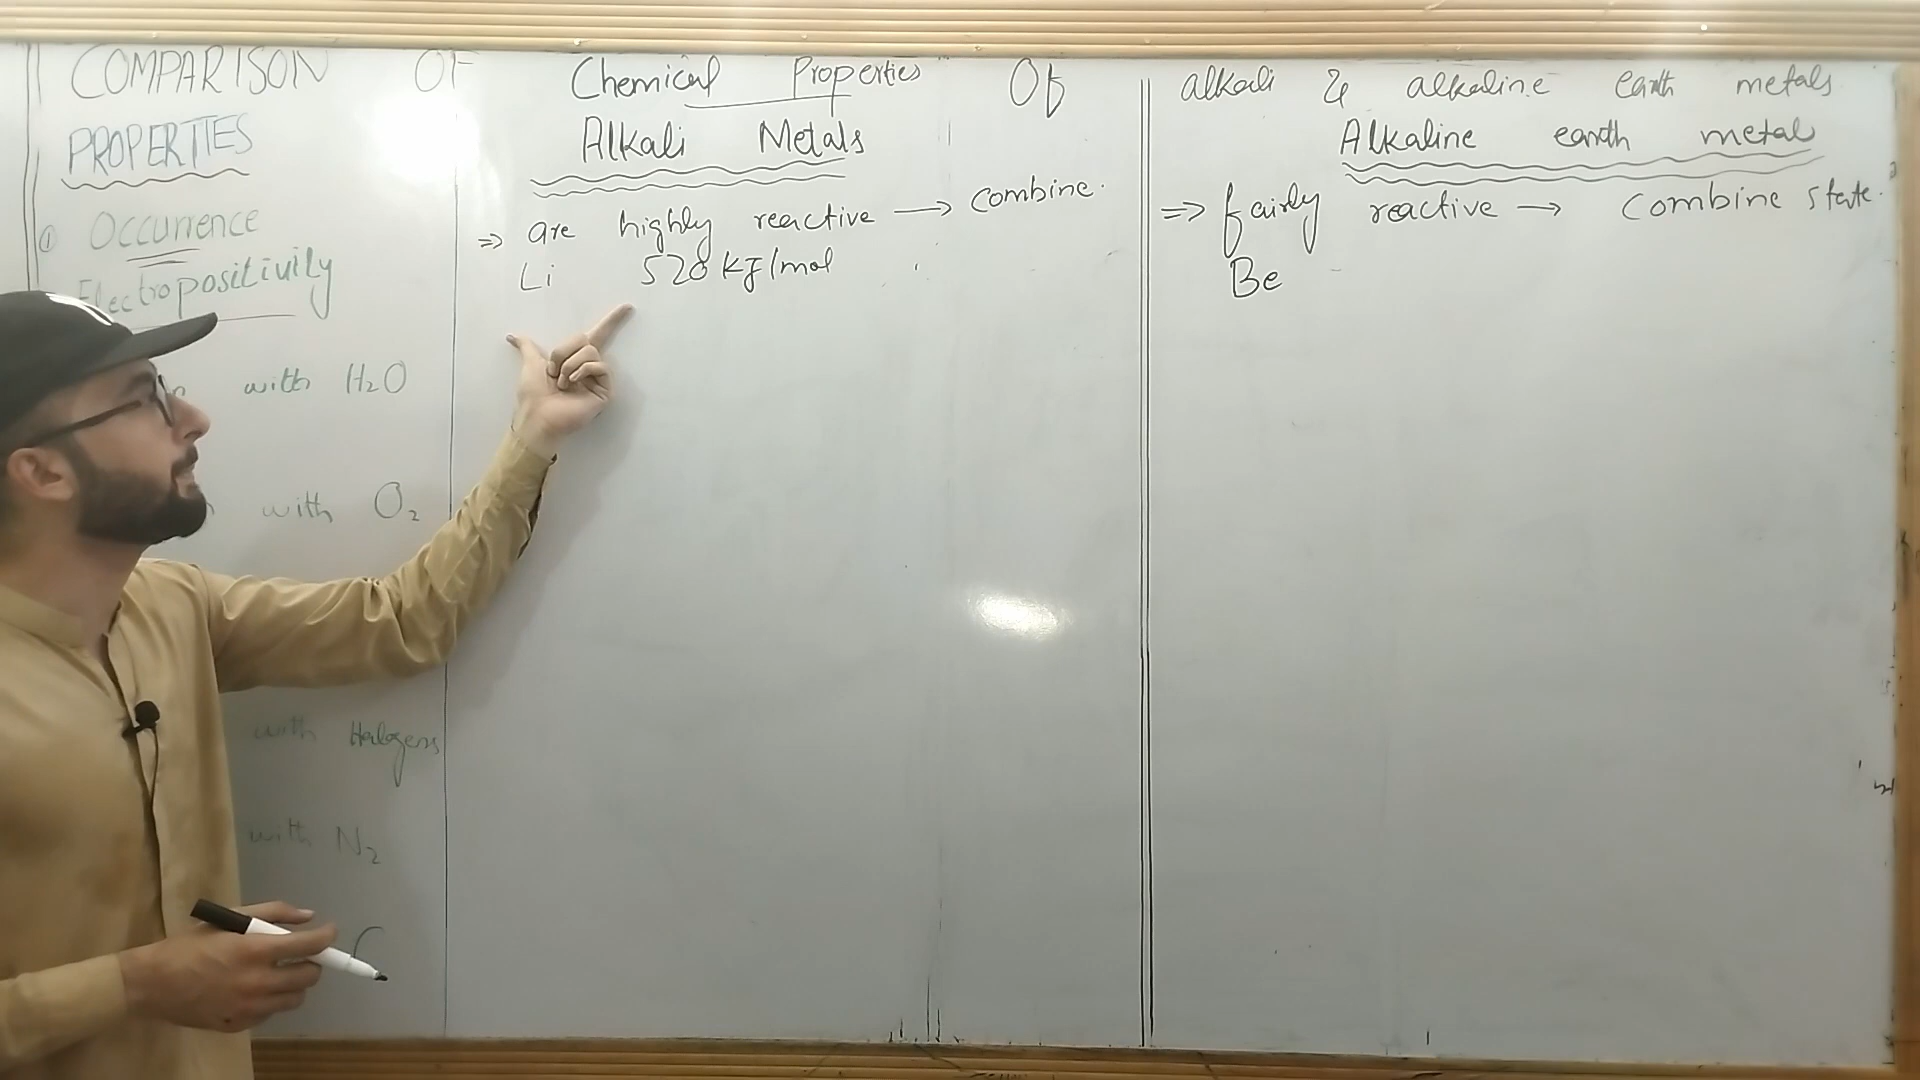 COMPARISON OF Chemical Properties Of alkali & alkaline earth metals
PROPERTIES Alkali Metals Alkaline earth metal
① Occurrence => are highly reactive → combine. => fairly reactive → Combine state.
Electropositivity Li 520 KJ/mol Be
with H₂O
with O₂
with Halogens
with N₂
C